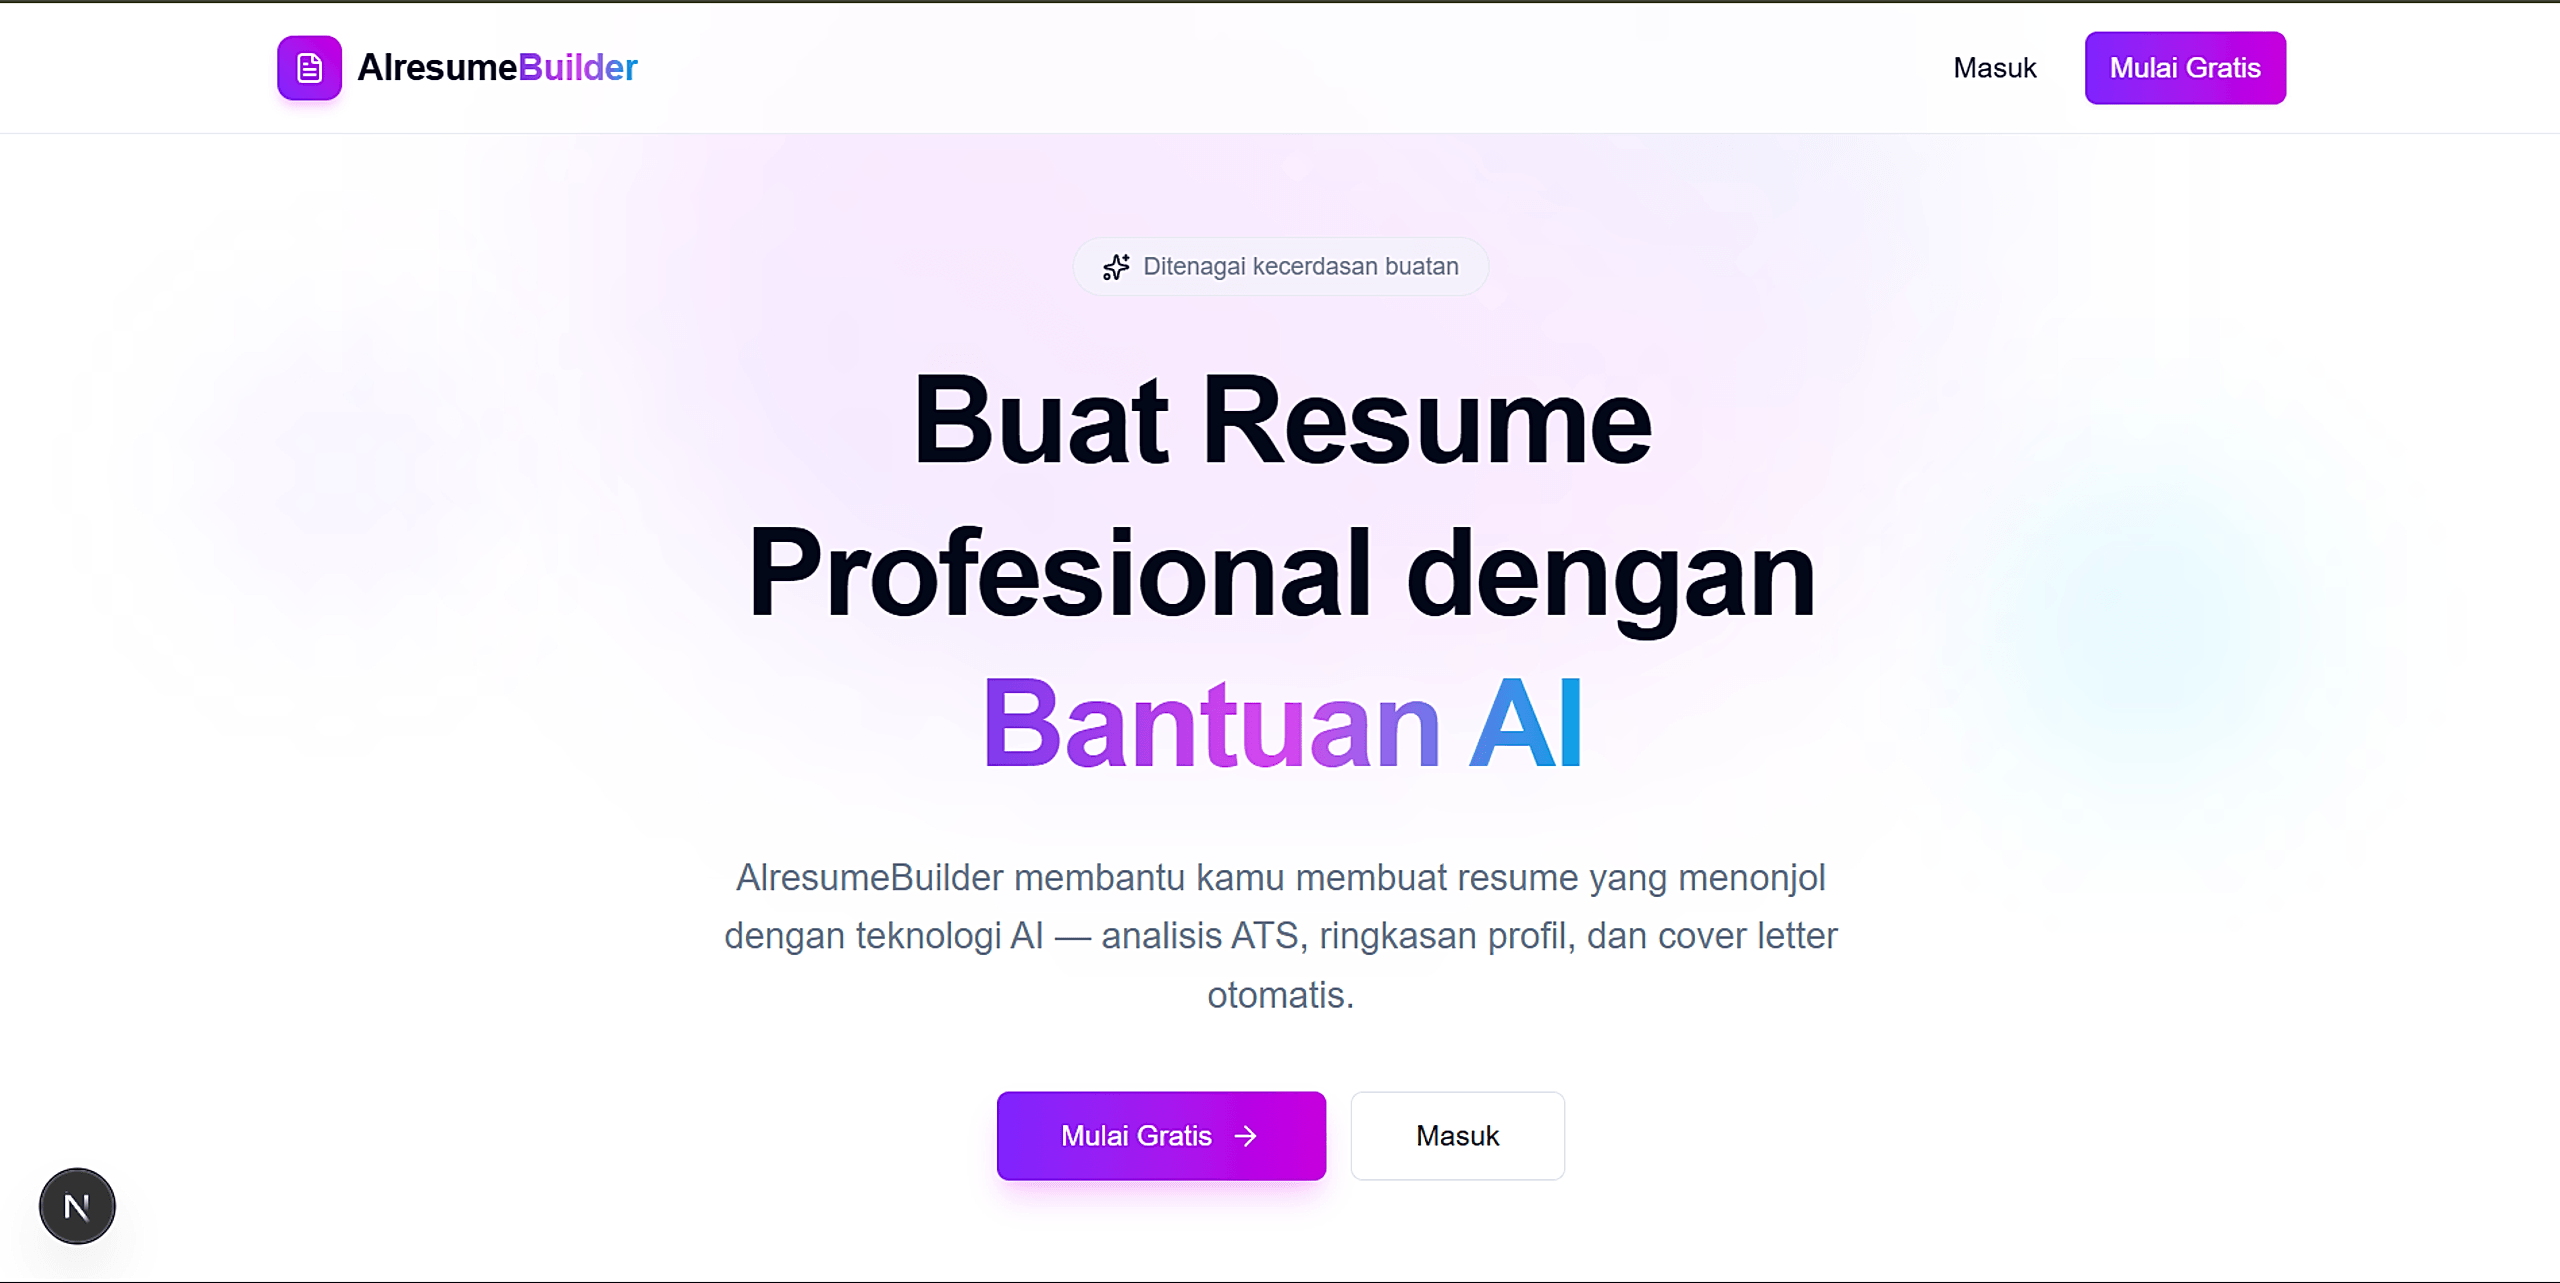 AIresumeBuilder
Masuk
Mulai Gratis
Ditenagai kecerdasan buatan
Buat Resume
Profesional dengan
Bantuan AI
AIresumeBuilder membantu kamu membuat resume yang menonjol
dengan teknologi AI — analisis ATS, ringkasan profil, dan cover letter
otomatis.
Mulai Gratis
Masuk
N